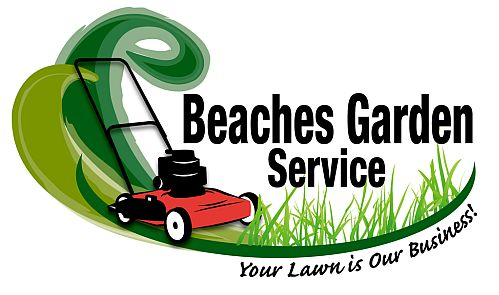 Beaches Garden
Service
Your Lawn is Our Business!